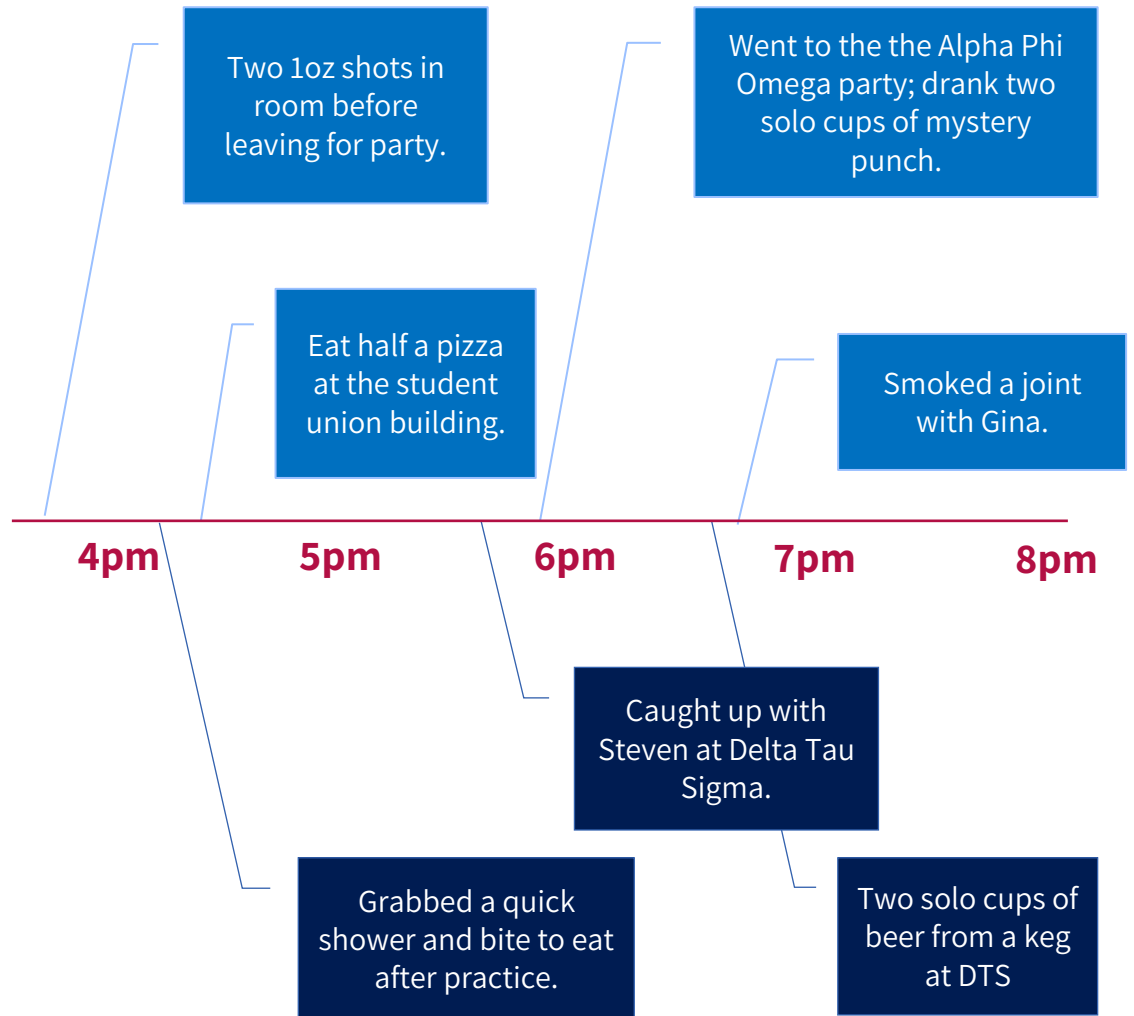 Two 1oz shots in
room before
leaving for party.
Went to the the Alpha Phi
Omega party; drank two
solo cups of mystery
punch.
Eat half a pizza
at the student
union building.
Smoked a joint
with Gina.
4pm
5pm
6pm
7pm
8pm
Caught up with
Steven at Delta Tau
Sigma.
Grabbed a quick
shower and bite to eat
after practice.
Two solo cups of
beer from a keg
at DTS